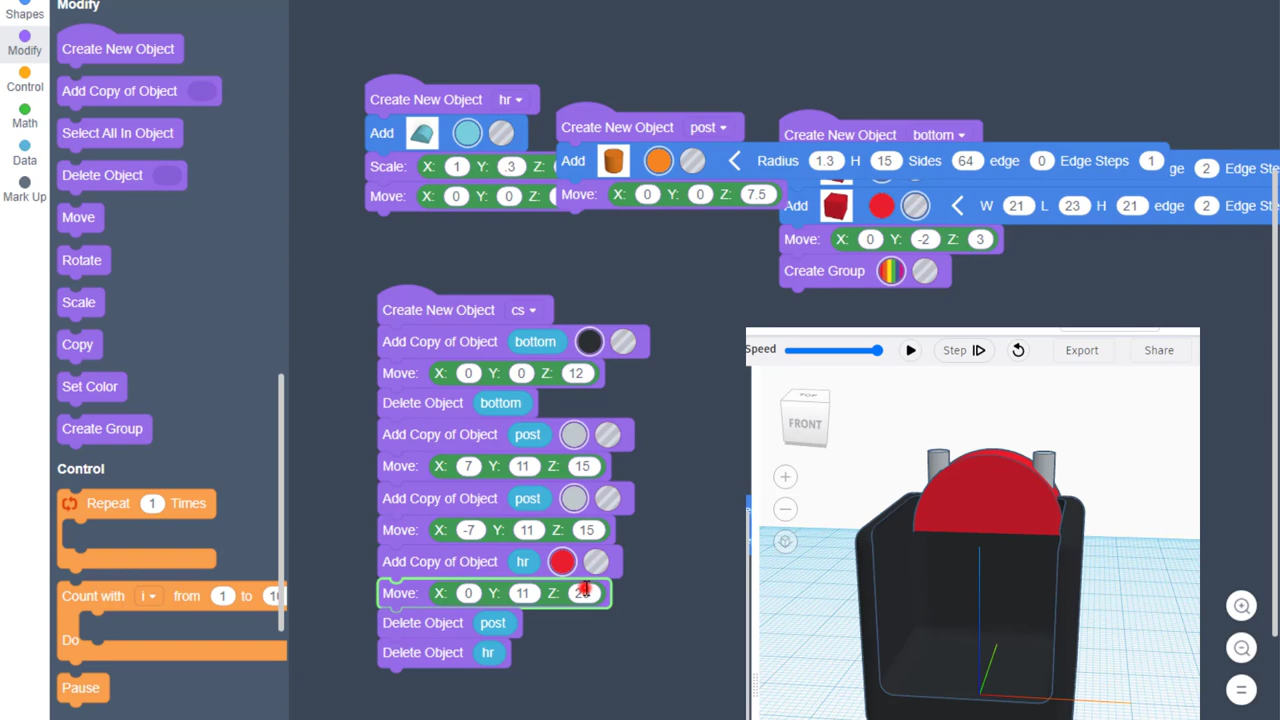 Shapes
Modify
Control
Math
Data
Mark Up
Modify
Create New Object
Add Copy of Object
Select All In Object
Delete Object
Move
Rotate
Scale
Copy
Set Color
Create Group
Control
Repeat 1 Times
Count with i from 1 to
Do
Pause
Create New Object hr
Add
Scale: X: 1 Y: .3 Z:
Move: X: 0 Y: 0 Z:
Create New Object post
Add Radius 1.3 H 15 Sides 64 edge 0 Edge Steps 1
Move: X: 0 Y: 0 Z: 7.5
Create New Object bottom
ge 2 Edge Ste
Add W 21 L 23 H 21 edge 2 Edge Ste
Move: X: 0 Y: -2 Z: 3
Create Group
Create New Object cs
Add Copy of Object bottom
Move: X: 0 Y: 0 Z: 12
Delete Object bottom
Add Copy of Object post
Move: X: 7 Y: 11 Z: 15
Add Copy of Object post
Move: X: -7 Y: 11 Z: 15
Add Copy of Object hr
Move: X: 0 Y: 11 Z:
Delete Object post
Delete Object hr
Speed Step Export Share
TOP
FRONT